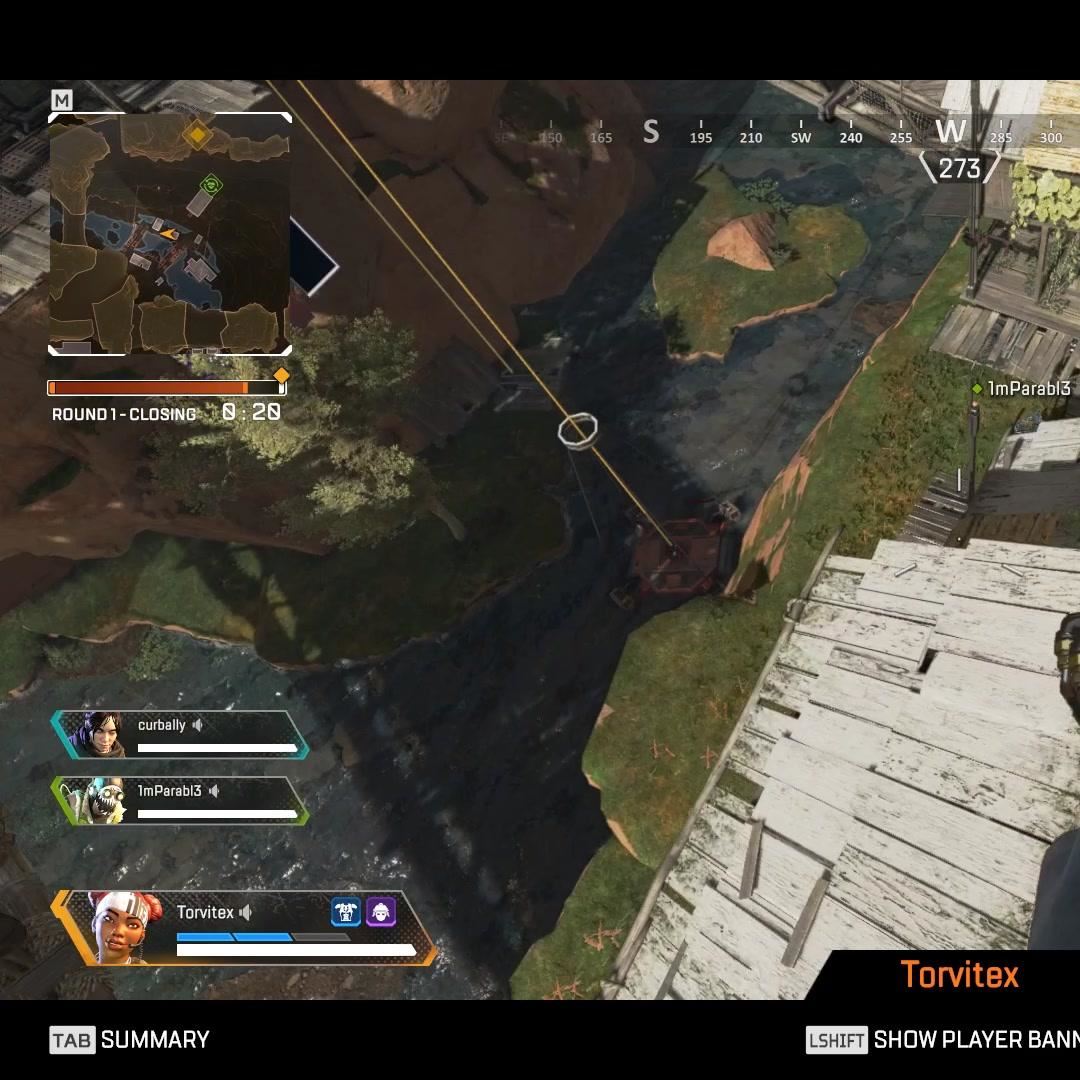 M
SE 150 165 S 195 210 SW 240 255 W 285 300
273
ROUND 1 - CLOSING 0:20
1mParabl3
curbally
1mParabl3
Torvitex
Torvitex
TAB SUMMARY
LSHIFT SHOW PLAYER BANN